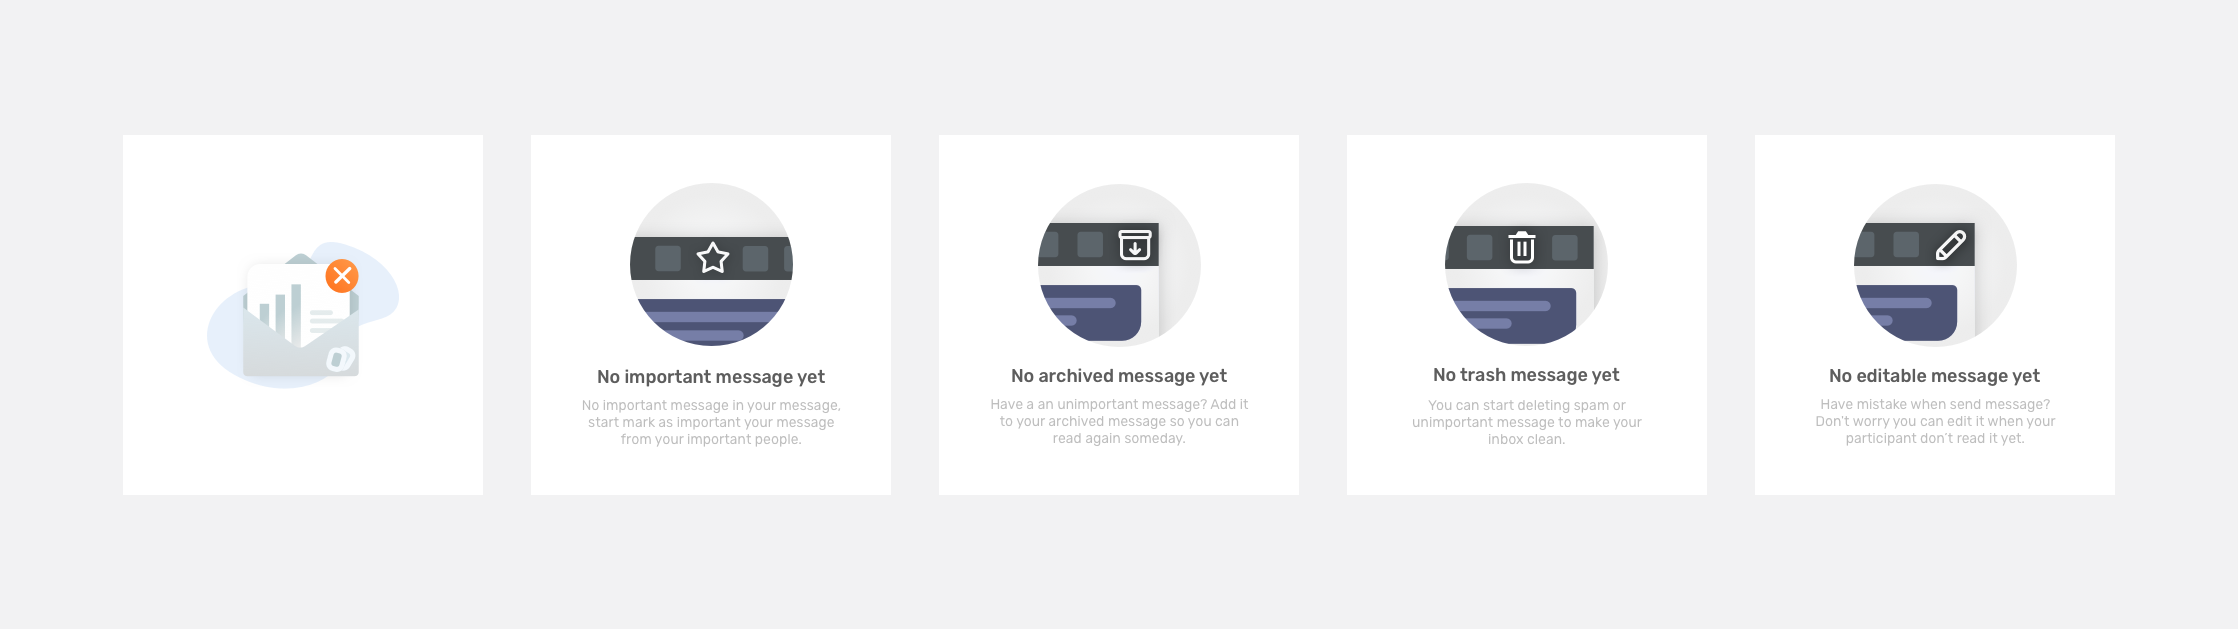 No important message yet
No important message in your message,
start mark as important your message
from your important people.
No archived message yet
Have a an unimportant message? Add it
to your archived message so you can
read again someday.
No trash message yet
You can start deleting spam or
unimportant message to make your
inbox clean.
No editable message yet
Have mistake when send message?
Don't worry you can edit it when your
participant don't read it yet.